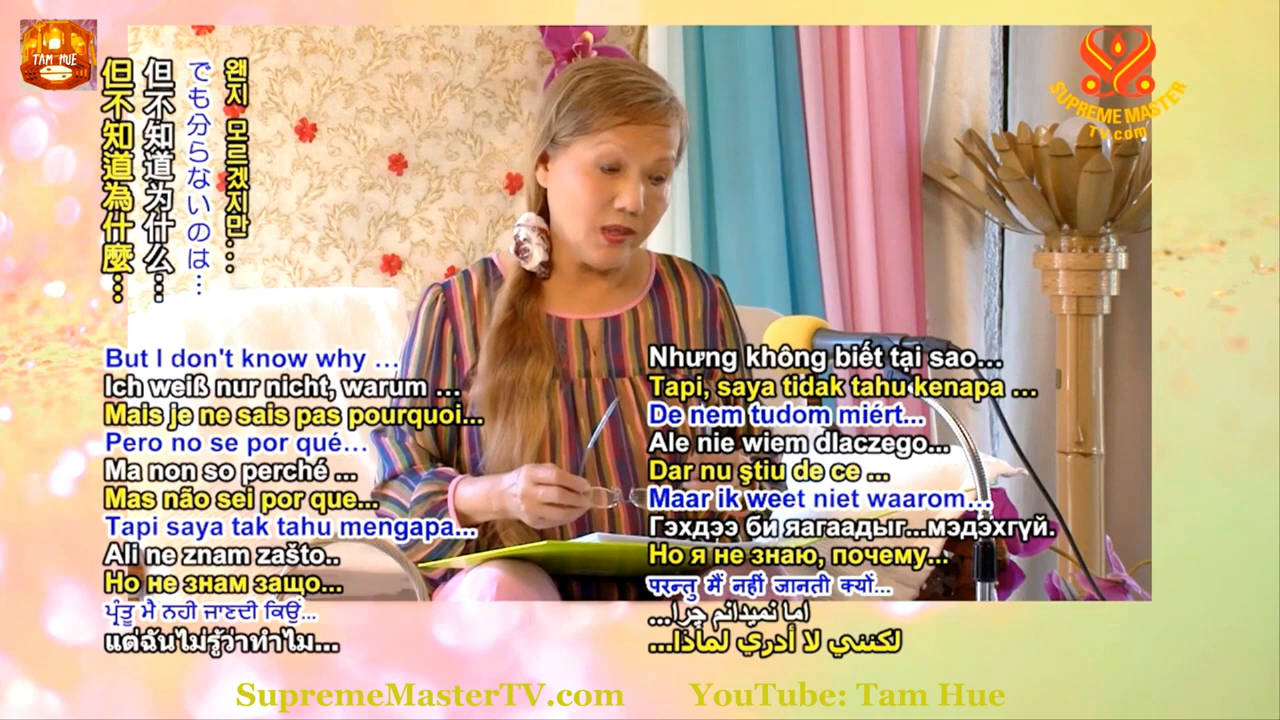 TAM HUE
SUPREME MASTER
TV.com
但不知道為什麼…
但不知道为什么…
でも分らないのは…
왠지 모르겠지만…
But I don't know why …
Ich weiß nur nicht, warum …
Mais je ne sais pas pourquoi...
Pero no se por qué…
Ma non so perché ...
Mas não sei por que...
Tapi saya tak tahu mengapa...
Ali ne znam zašto..
Но не знам защо...
ਪ੍ਰੰਤੂ ਮੈ ਨਹੀ ਜਾਣਦੀ ਕਿਉਂ...
แต่ฉันไม่รู้ว่าทำไม...
Nhưng không biết tại sao...
Tapi, saya tidak tahu kenapa …
De nem tudom miért...
Ale nie wiem dlaczego...
Dar nu ştiu de ce ...
Maar ik weet niet waarom…
Гэхдээ би яагаадыг...мэдэхгүй.
Но я не знаю, почему...
परन्तु मैं नहीं जानती क्यों...
اما نمیدانم چرا...
لكنني لا أدري لماذا...
SupremeMasterTV.com
YouTube: Tam Hue